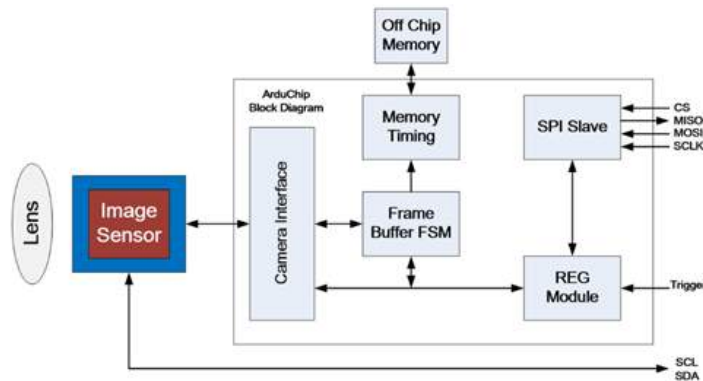 Off Chip
Memory
ArduChip
Block Diagram
Memory
Timing
SPI Slave
CS
MISO
MOSI
SCLK
Lens
Image
Sensor
Camera Interface
Frame
Buffer FSM
REG
Module
Trigger
SCL
SDA